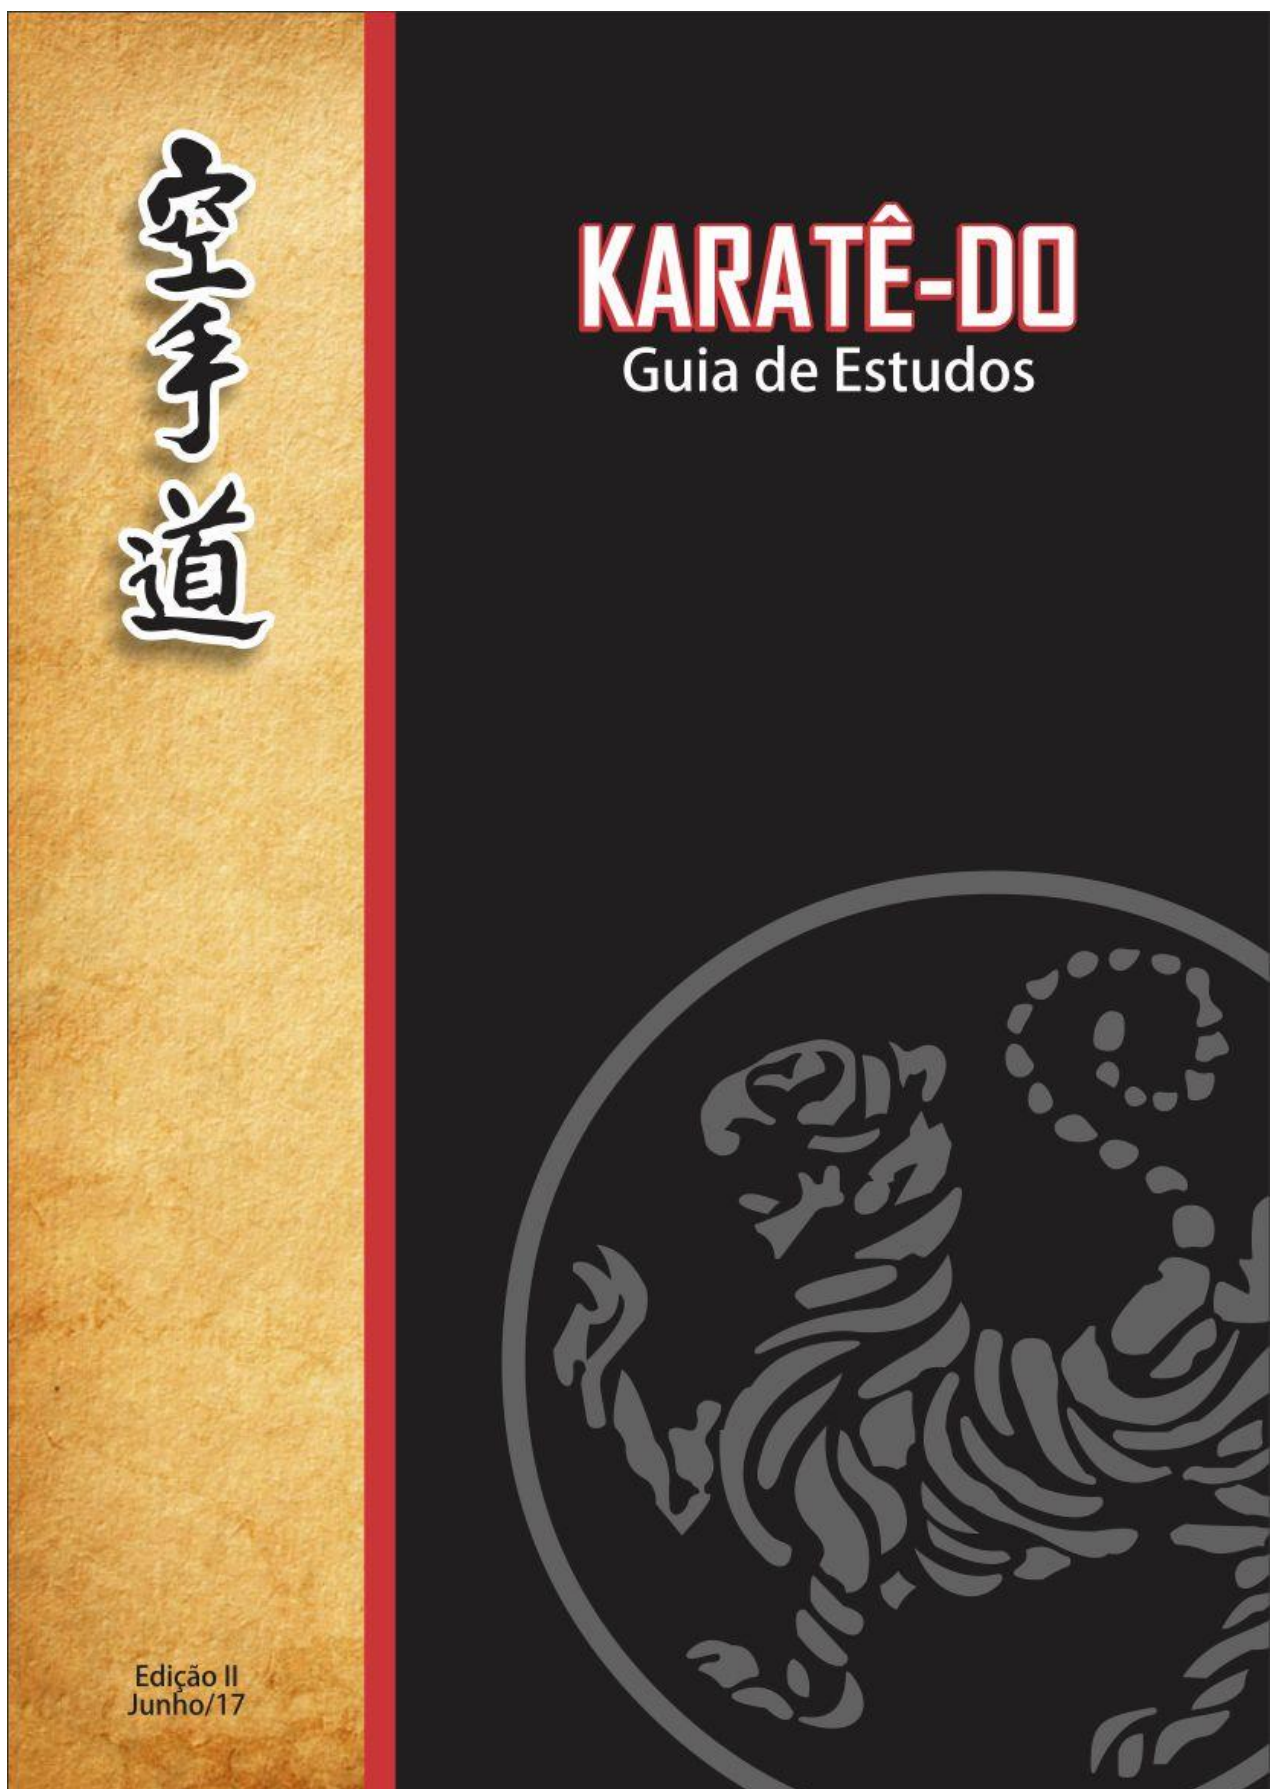 空手道
KARATÊ-DO
Guia de Estudos
Edição II
Junho/17